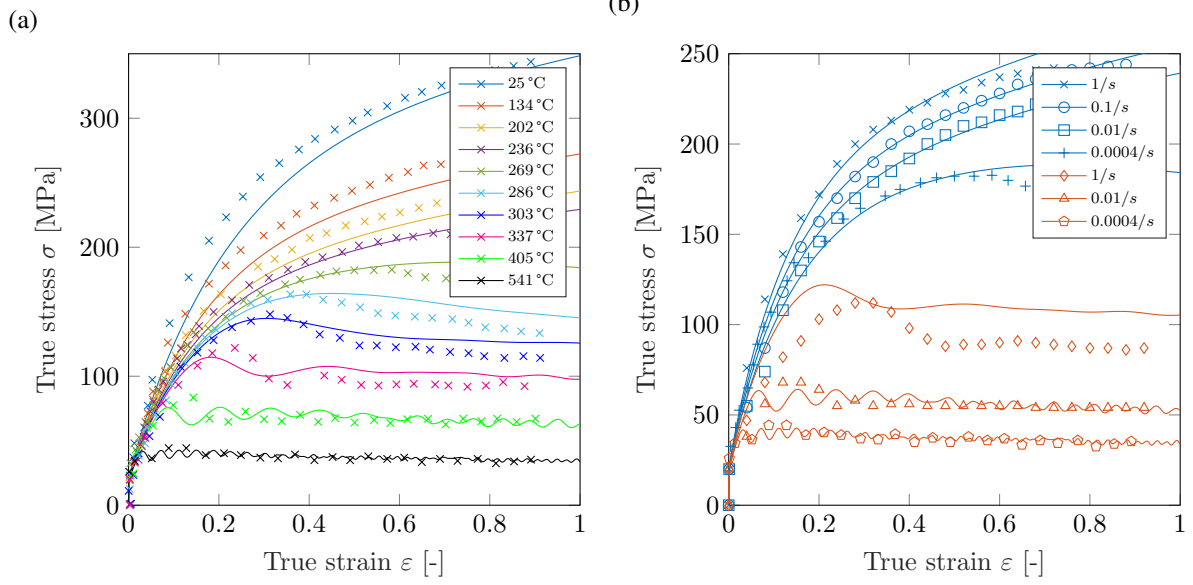 (a)
True stress σ [MPa]
300
200
100
0
0
0.2
0.4
0.6
0.8
1
True strain ε [-]
25 °C
134 °C
202 °C
236 °C
269 °C
286 °C
303 °C
337 °C
405 °C
541 °C
(b)
True stress σ [MPa]
250
200
150
100
50
0
0
0.2
0.4
0.6
0.8
1
True strain ε [-]
1/s
0.1/s
0.01/s
0.0004/s
1/s
0.01/s
0.0004/s